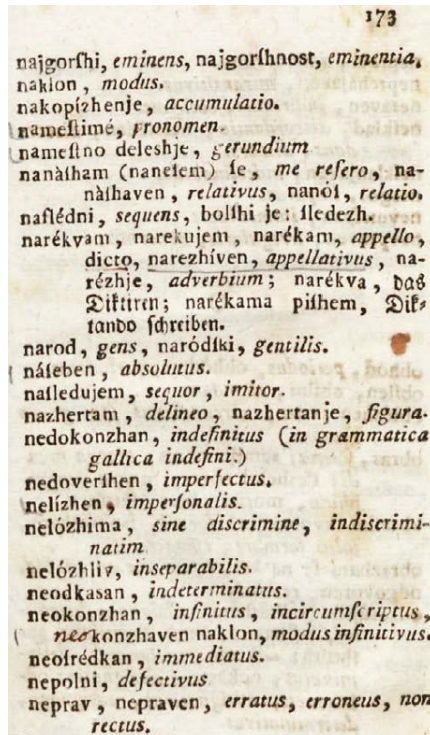 173
najgorſhi, eminens, najgorſhnost, eminentia.
naklon, modus.
nakopízhenje, accumulatio.
nameſtimé, pronomen.
nameſtno deleshje, gerundium
nanàſham (naneſem) ſe, me refero, na-
nàſhaven, relativus, nanóſ, relatio.
naſlédni, sequens, bolſhi je: ſledezh.
narékvam, narekujem, narékam, appello,
dicto, narezhíven, appellativus, na-
rézhje, adverbium; narékva, das
Diktiren; narékama piſhem, Dik-
tando ſchreiben.
narod, gens, naródſki, gentilis.
náſeben, absolutus.
naſledujem, sequor, imitor.
nazhertam, delineo, nazhertanje, figura.
nedokonzhan, indefinitus (in grammatica
gallica indefini.)
nedoverſhen, imperfectus.
nelízhen, imperſonalis.
nelózhima, sine discrimine, indiscrimi-
natim
nelózhliv, inseparabilis.
neodkasan, indeterminatus.
neokonzhan, infinitus, incircumſcriptus,
neokonzhaven naklon, modus infinitivus.
neoſrédkan, immediatus.
nepolni, defectivus
neprav, nepraven, erratus, erroneus, non
rectus.